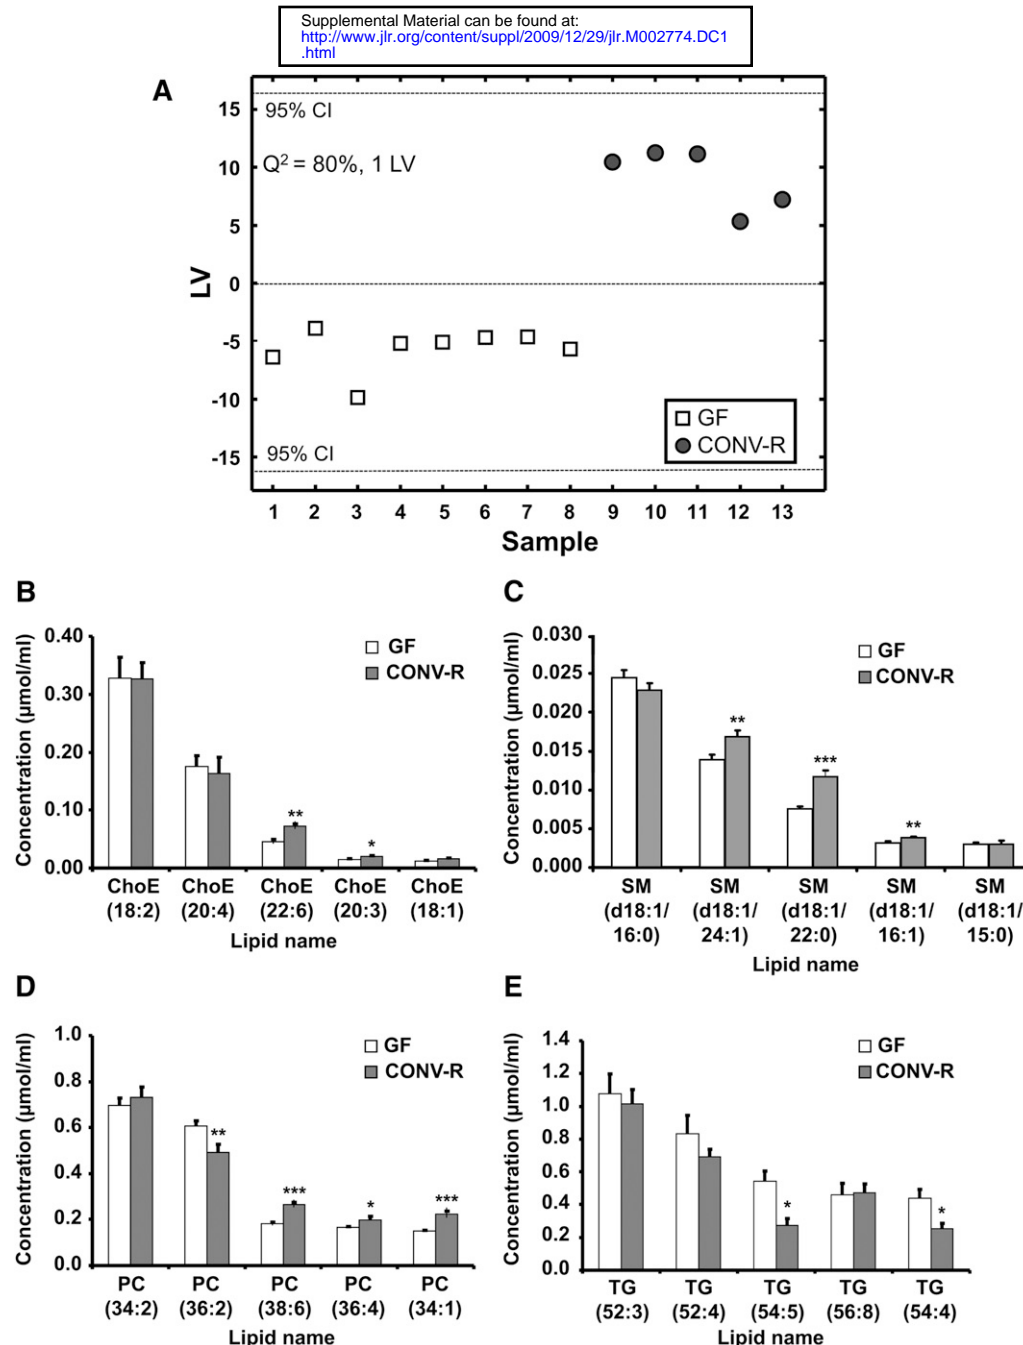 Supplemental Material can be found at:
http://www.jlr.org/content/suppl/2009/12/29/jlr.M002774.DC1
.html
A
95% CI
Q² = 80%, 1 LV
95% CI
LV
15
10
5
0
-5
-10
-15
GF
CONV-R
1 2 3 4 5 6 7 8 9 10 11 12 13
Sample
B
Concentration (µmol/ml)
0.40
0.30
0.20
0.10
0.00
GF
CONV-R
**
*
ChoE ChoE ChoE ChoE ChoE
(18:2) (20:4) (22:6) (20:3) (18:1)
Lipid name
C
Concentration (µmol/ml)
0.030
0.025
0.020
0.015
0.010
0.005
0.000
GF
CONV-R
**
***
**
SM SM SM SM SM
(d18:1/ (d18:1/ (d18:1/ (d18:1/ (d18:1/
16:0) 24:1) 22:0) 16:1) 15:0)
Lipid name
D
Concentration (µmol/ml)
1.0
0.8
0.6
0.4
0.2
0.0
GF
CONV-R
**
***
*
***
PC PC PC PC PC
(34:2) (36:2) (38:6) (36:4) (34:1)
Lipid name
E
Concentration (µmol/ml)
1.4
1.2
1.0
0.8
0.6
0.4
0.2
0.0
GF
CONV-R
*
*
TG TG TG TG TG
(52:3) (52:4) (54:5) (56:8) (54:4)
Lipid name